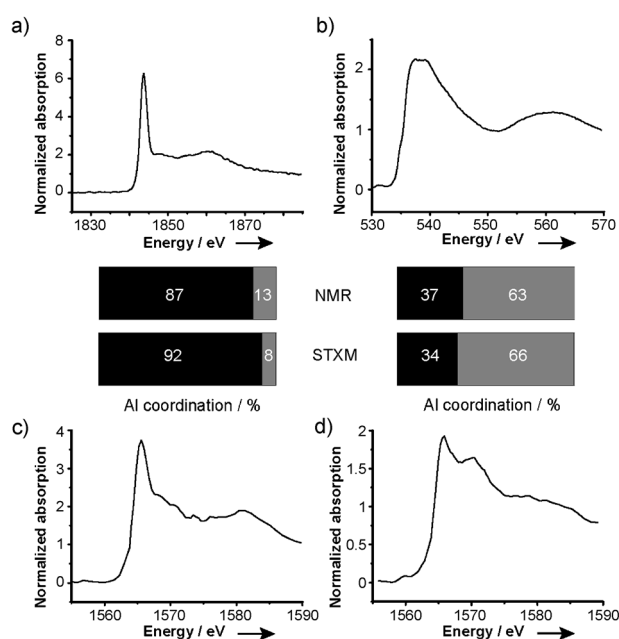 a)
Normalized absorption
8
6
4
2
0
1830 1850 1870
Energy / eV
b)
Normalized absorption
2
1
0
530 540 550 560 570
Energy / eV
87 13 NMR 37 63
92 8 STXM 34 66
Al coordination / % Al coordination / %
c)
Normalized absorption
4
3
2
1
0
1560 1570 1580 1590
Energy / eV
d)
Normalized absorption
2
1.5
1
0.5
0
1560 1570 1580 1590
Energy / eV